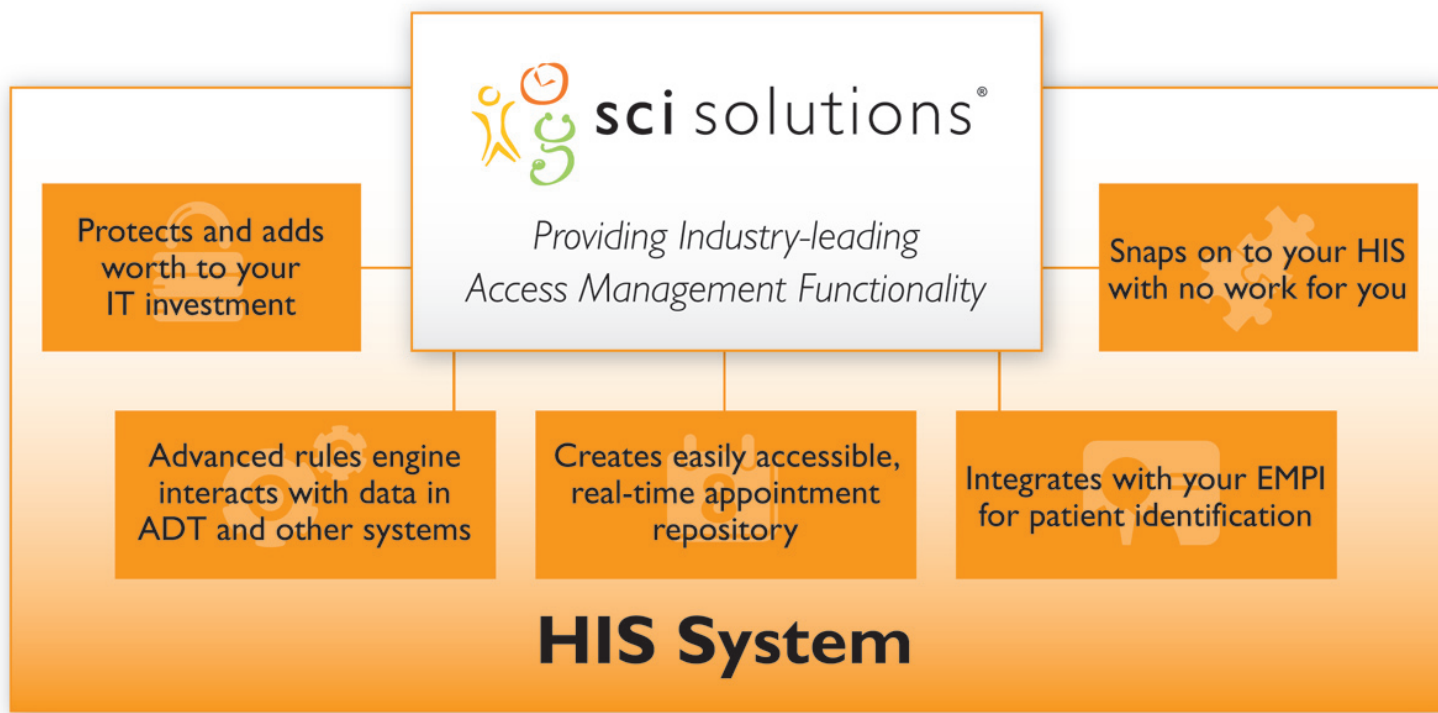 sci solutions®
Providing Industry-leading
Access Management Functionality
Protects and adds
worth to your
IT investment
Snaps on to your HIS
with no work for you
Advanced rules engine
interacts with data in
ADT and other systems
Creates easily accessible,
real-time appointment
repository
Integrates with your EMPI
for patient identification
HIS System